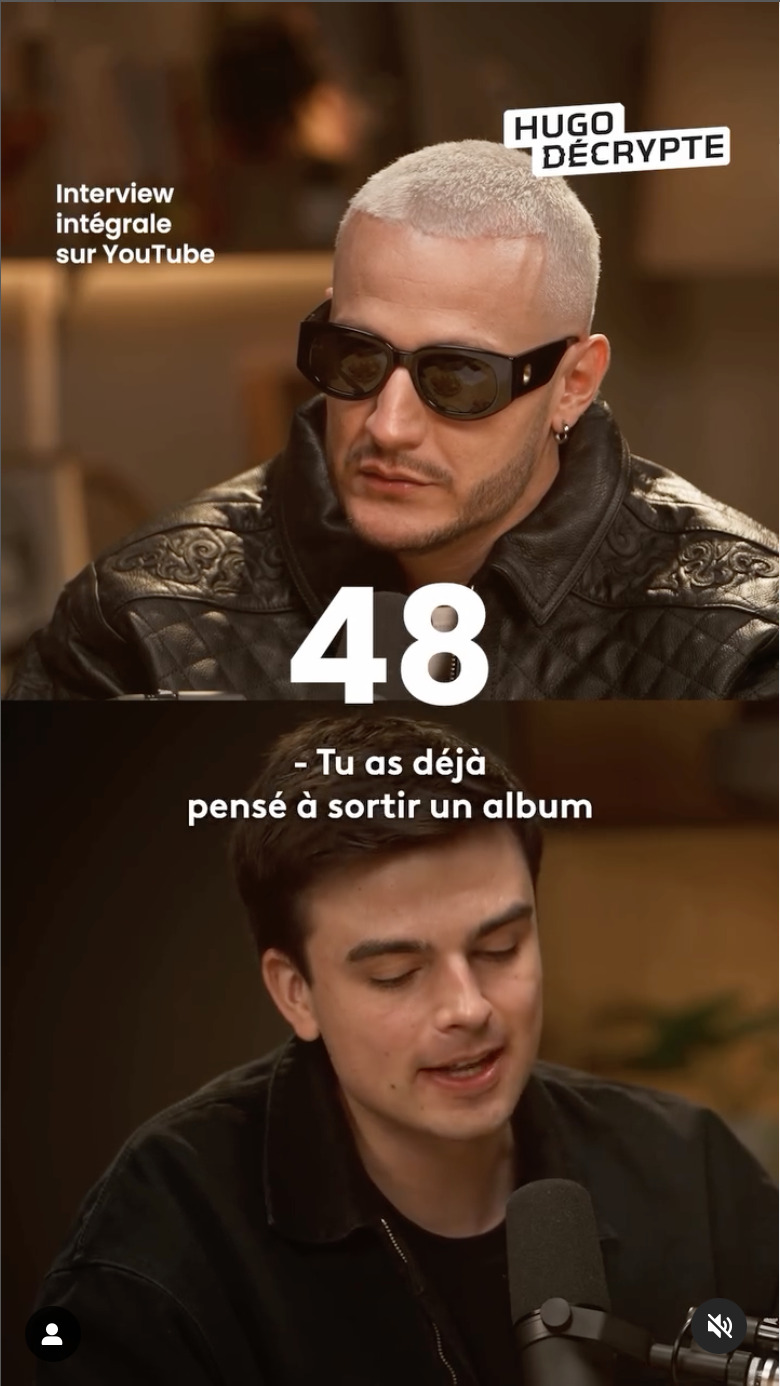 HUGO
DÉCRYPTE
Interview
intégrale
sur YouTube
48
- Tu as déjà
pensé à sortir un album